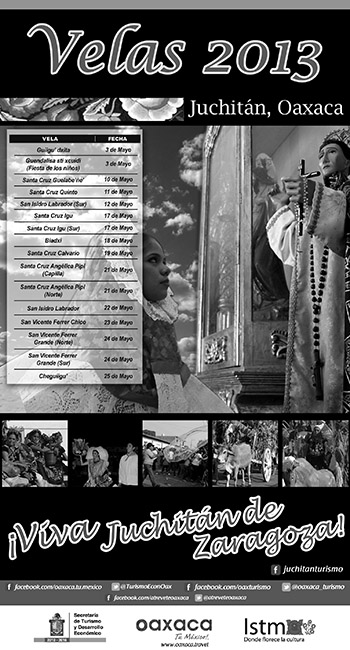 Velas 2013
Juchitán, Oaxaca
VELA FECHA
Guiigu' dxita 3 de Mayo
Guendalisa sti xcuidi
(Fiesta de los niños) 3 de Mayo
Santa Cruz Guelabe'ne' 10 de Mayo
Santa Cruz Quinto 11 de Mayo
San Isidro Labrador (Sur) 12 de Mayo
Santa Cruz Igu 17 de Mayo
Santa Cruz Igu (Sur) 17 de Mayo
Biadxi 18 de Mayo
Santa Cruz Calvario 19 de Mayo
Santa Cruz Angélica Pipi
(Capilla) 21 de Mayo
Santa Cruz Angélica Pipi
(Norte) 21 de Mayo
San Isidro Labrador 22 de Mayo
San Vicente Ferrer Chico 23 de Mayo
San Vicente Ferrer
Grande (Norte) 24 de Mayo
San Vicente Ferrer
Grande (Sur) 24 de Mayo
Cheguiigu' 25 de Mayo
¡Viva Juchitán de
Zaragoza!
juchitanturismo
facebook.com/oaxaca.tu.mexico @TurismoEconOax facebook.com/oaxturismo @oaxaca_turismo
facebook.com/atreveteoaxaca @atreveteoaxaca
Secretaría
de Turismo
y Desarrollo
Económico
oaxaca
Tú México!
www.oaxaca.travel
Istmo
Donde florece la cultura